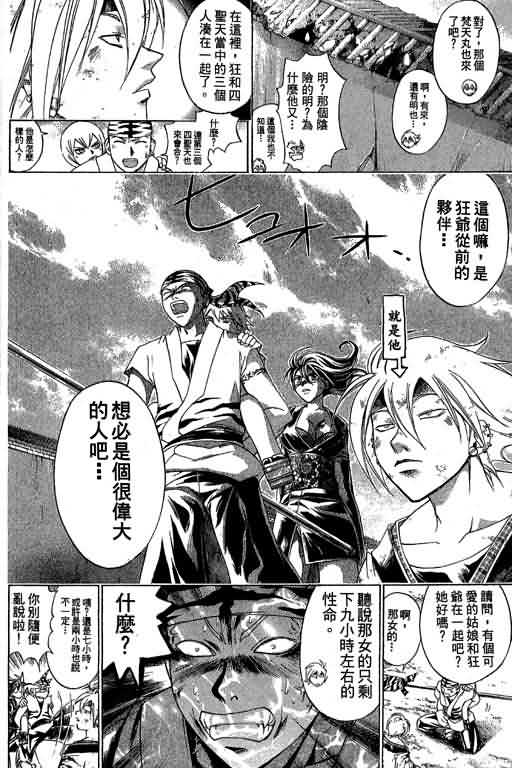 對了，那個
梵天丸也來
了吧？
啊，有來，
還有明也…
明？那個陰
險的明？為
什麼他又…
這個我也不
知道…
在這裡，狂和四
聖天當中的三個
人湊在一起了。
什麼？
連第三個
四聖天也
來會合？
他是怎麼
樣的人？
這個嘛，是
狂爺從前的
夥伴…
就是他
ヒュオオ
想必是個很偉大
的人吧…
請問，有個可
愛的姑娘和狂
爺在一起吧？
她好嗎？
啊，
那女的…
聽說那女的只剩
下九小時左右的
性命。
什麼？
咦？還是七小時，
或許是兩小時也說
不一定…
你別隨便
亂說啦！